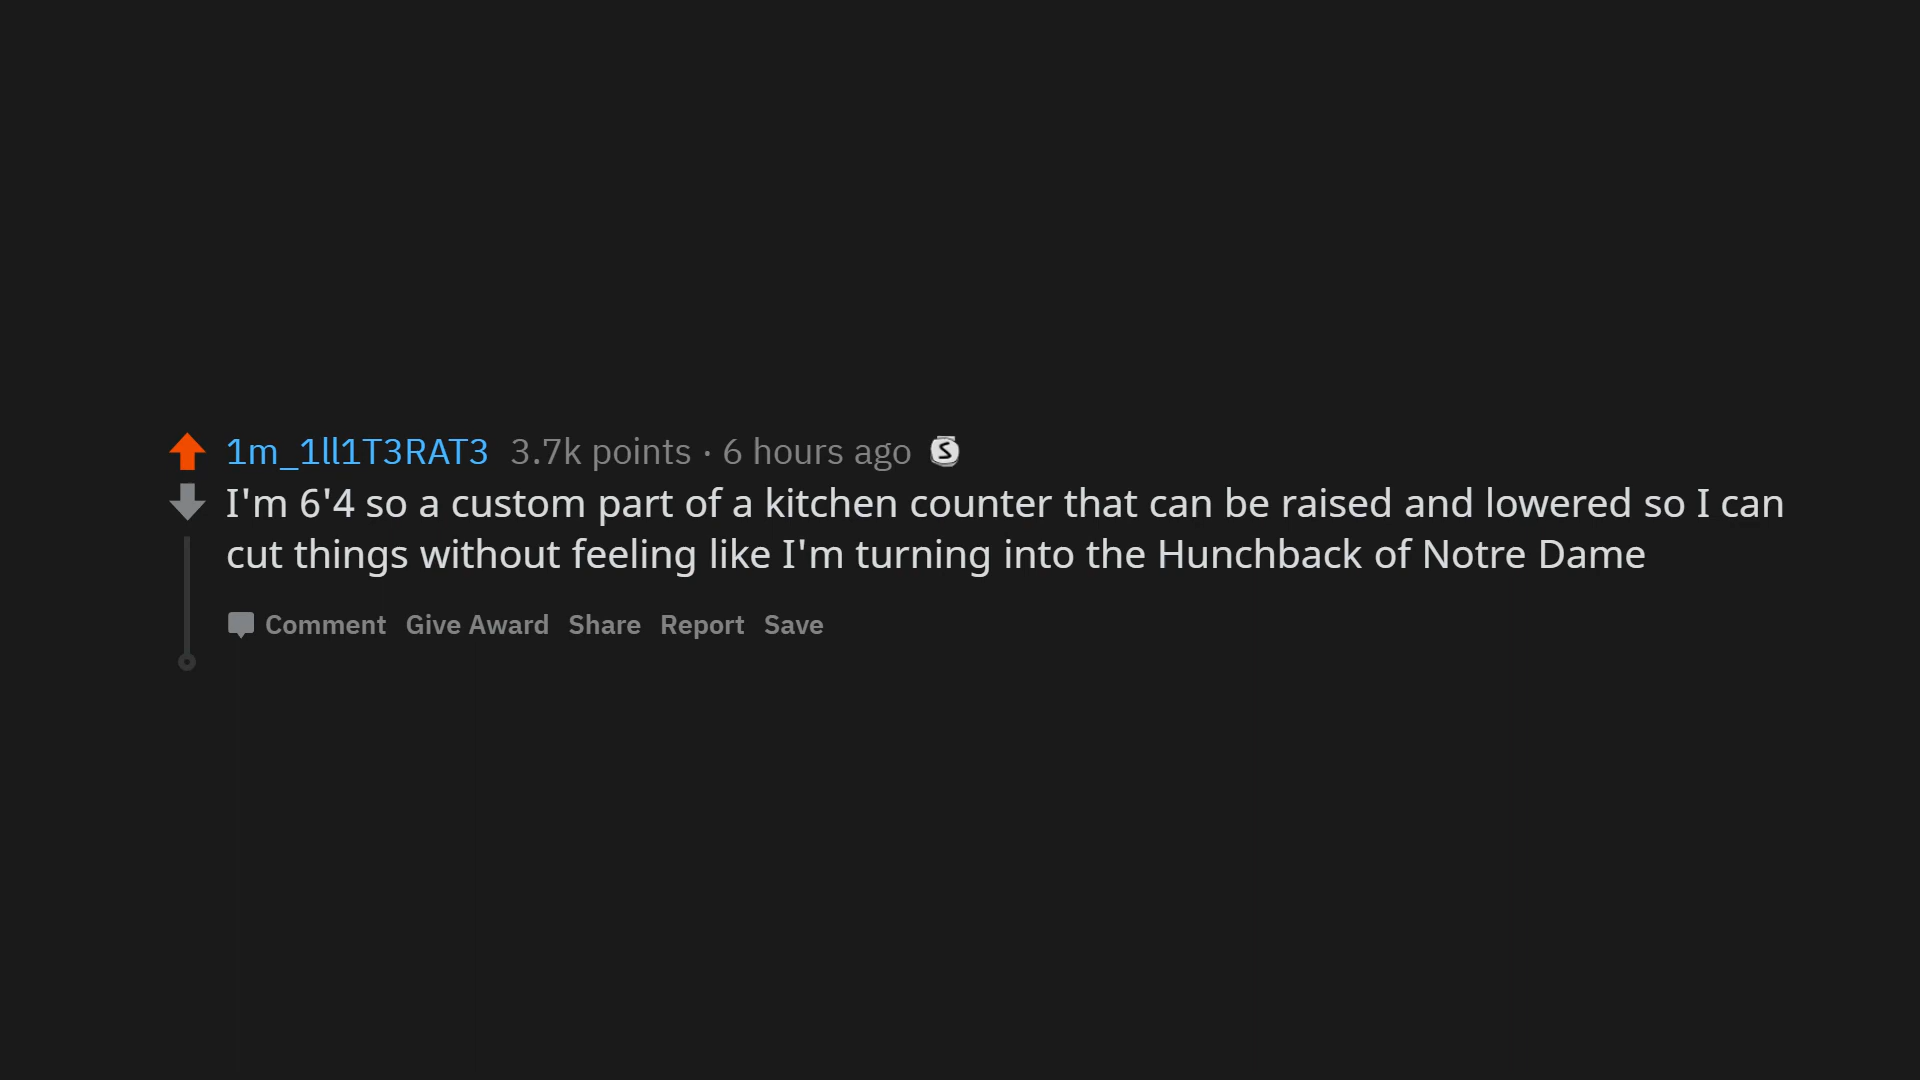 1m_1ll1T3RAT3 3.7k points · 6 hours ago S
I'm 6'4 so a custom part of a kitchen counter that can be raised and lowered so I can
cut things without feeling like I'm turning into the Hunchback of Notre Dame
Comment Give Award Share Report Save